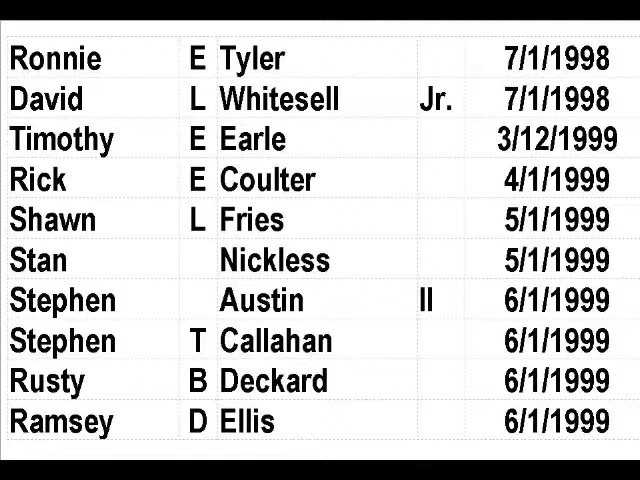 Ronnie E Tyler 7/1/1998
David L Whitesell Jr. 7/1/1998
Timothy E Earle 3/12/1999
Rick E Coulter 4/1/1999
Shawn L Fries 5/1/1999
Stan Nickless 5/1/1999
Stephen Austin II 6/1/1999
Stephen T Callahan 6/1/1999
Rusty B Deckard 6/1/1999
Ramsey D Ellis 6/1/1999